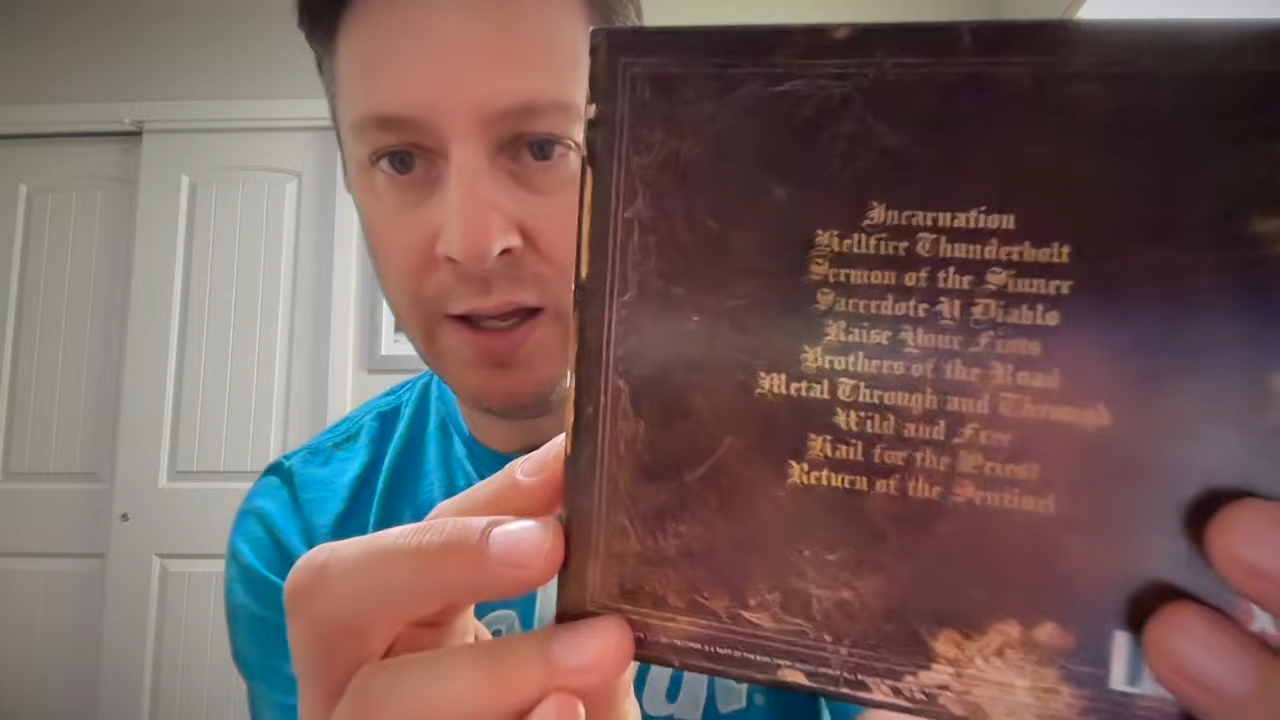 Incarnation
Hellfire Thunderbolt
Sermon of the Sinner
Sacerdote Y Diablo
Raise Your Fists
Brothers of the Road
Metal Through and Through
Wild and Free
Hail for the Priest
Return of the Sentinel